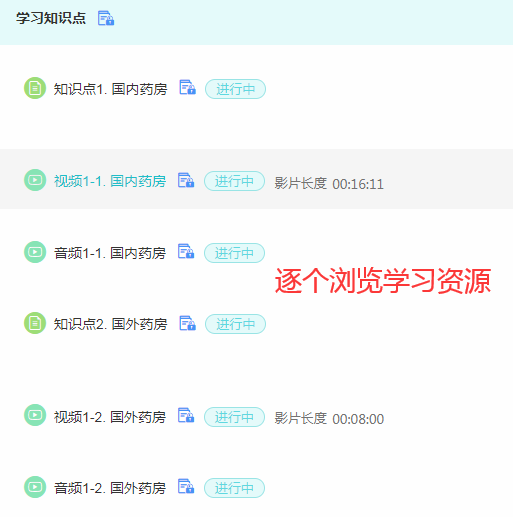 学习知识点
知识点1. 国内药房 进行中
视频1-1. 国内药房 进行中 影片长度 00:16:11
音频1-1. 国内药房 进行中
逐个浏览学习资源
知识点2. 国外药房 进行中
视频1-2. 国外药房 进行中 影片长度 00:08:00
音频1-2. 国外药房 进行中